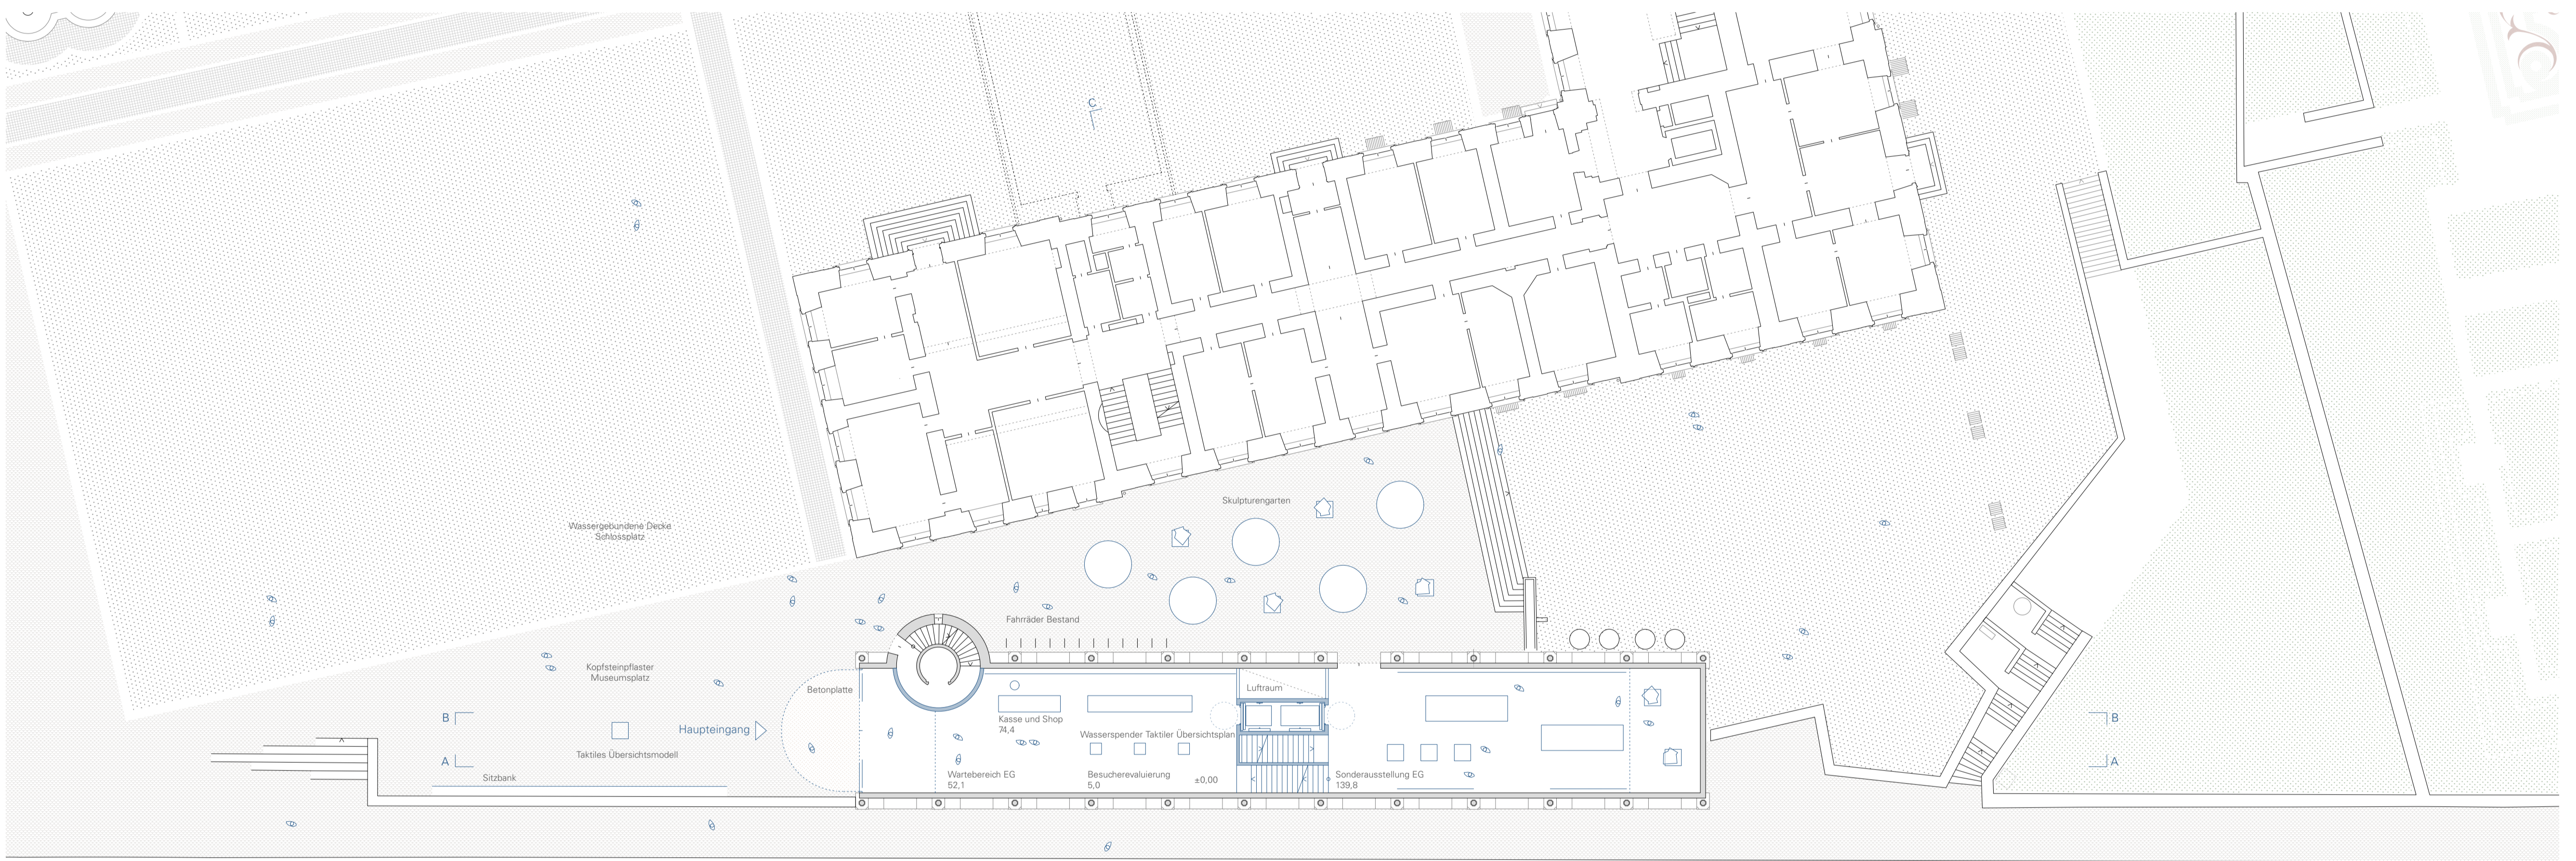 C
Skulpturengarten
Wassergebundene Decke
Schlossplatz
Fahrräder Bestand
Kopfsteinpflaster
Museumsplatz
Betonplatte
Luftraum
B
Haupteingang
Kasse und Shop
74,4
B
Wasserspender Taktiler Übersichtsplan
Taktiles Übersichtsmodell
A
A
Sitzbank
Wartebereich EG
52,1
Besucherevaluierung
5,0
±0,00
Sonderausstellung EG
139,8